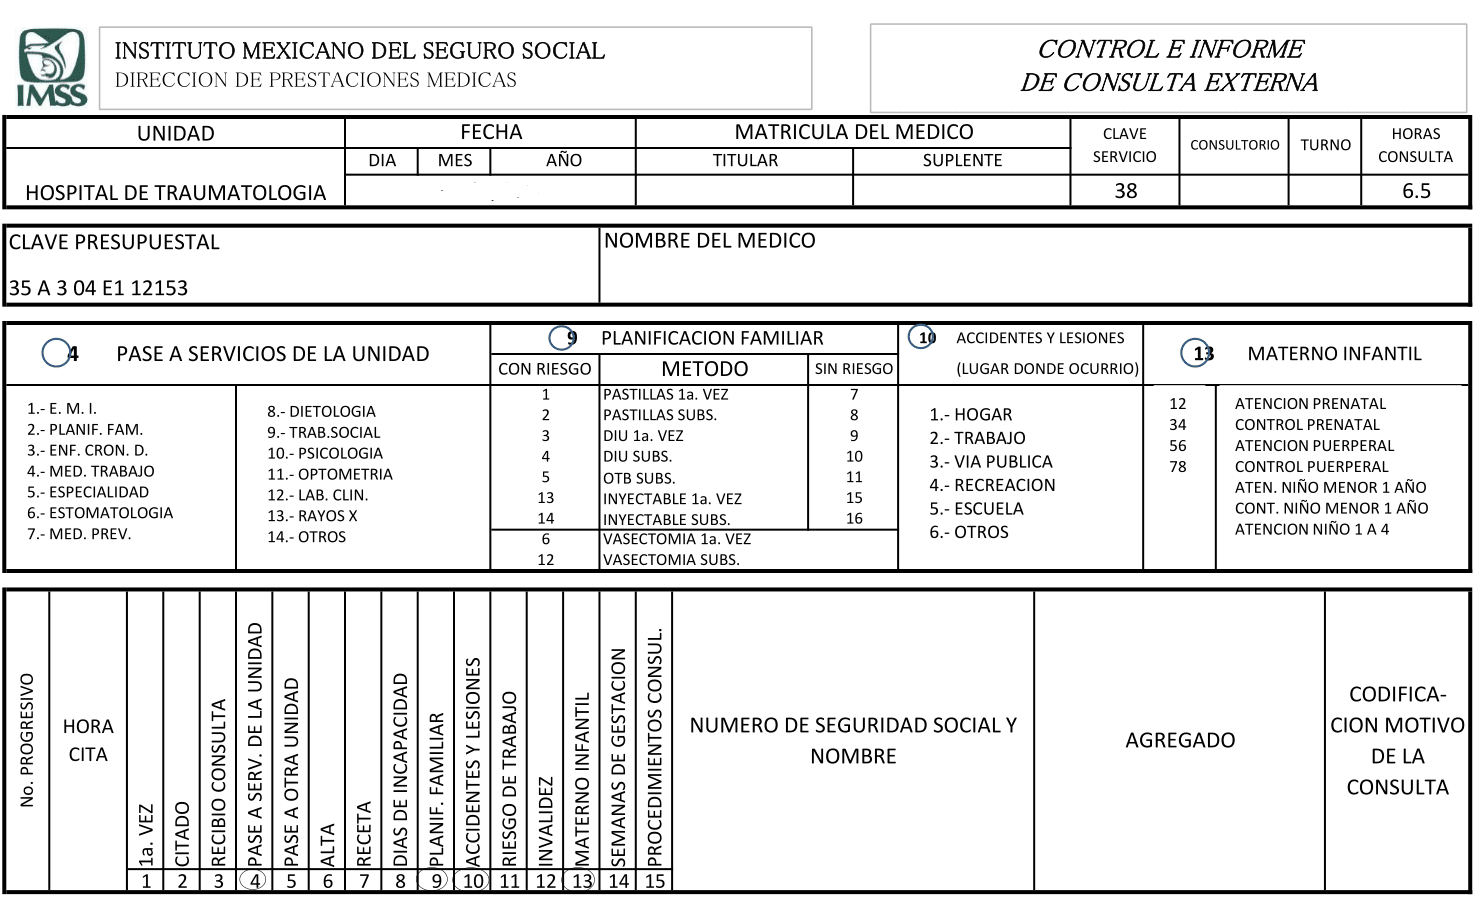 IMSS
INSTITUTO MEXICANO DEL SEGURO SOCIAL
DIRECCION DE PRESTACIONES MEDICAS
CONTROL E INFORME
DE CONSULTA EXTERNA
UNIDAD
FECHA
MATRICULA DEL MEDICO
CLAVE
SERVICIO
CONSULTORIO
TURNO
HORAS
CONSULTA
DIA MES AÑO
TITULAR
SUPLENTE
HOSPITAL DE TRAUMATOLOGIA
38
6.5
CLAVE PRESUPUESTAL
35 A 3 04 E1 12153
NOMBRE DEL MEDICO
4 PASE A SERVICIOS DE LA UNIDAD
1.- E. M. I.
2.- PLANIF. FAM.
3.- ENF. CRON. D.
4.- MED. TRABAJO
5.- ESPECIALIDAD
6.- ESTOMATOLOGIA
7.- MED. PREV.
8.- DIETOLOGIA
9.- TRAB.SOCIAL
10.- PSICOLOGIA
11.- OPTOMETRIA
12.- LAB. CLIN.
13.- RAYOS X
14.- OTROS
9 PLANIFICACION FAMILIAR
CON RIESGO METODO SIN RIESGO
1 PASTILLAS 1a. VEZ 7
2 PASTILLAS SUBS. 8
3 DIU 1a. VEZ 9
4 DIU SUBS. 10
5 OTB SUBS. 11
13 INYECTABLE 1a. VEZ 15
14 INYECTABLE SUBS. 16
6 VASECTOMIA 1a. VEZ
12 VASECTOMIA SUBS.
10 ACCIDENTES Y LESIONES
(LUGAR DONDE OCURRIO)
1.- HOGAR
2.- TRABAJO
3.- VIA PUBLICA
4.- RECREACION
5.- ESCUELA
6.- OTROS
13 MATERNO INFANTIL
12 ATENCION PRENATAL
34 CONTROL PRENATAL
56 ATENCION PUERPERAL
78 CONTROL PUERPERAL
ATEN. NIÑO MENOR 1 AÑO
CONT. NIÑO MENOR 1 AÑO
ATENCION NIÑO 1 A 4
No. PROGRESIVO
HORA
CITA
1a. VEZ
CITADO
RECIBIO CONSULTA
PASE A SERV. DE LA UNIDAD
PASE A OTRA UNIDAD
ALTA
RECETA
DIAS DE INCAPACIDAD
PLANIF. FAMILIAR
ACCIDENTES Y LESIONES
RIESGO DE TRABAJO
INVALIDEZ
MATERNO INFANTIL
SEMANAS DE GESTACION
PROCEDIMIENTOS CONSUL.
1 2 3 4 5 6 7 8 9 10 11 12 13 14 15
NUMERO DE SEGURIDAD SOCIAL Y
NOMBRE
AGREGADO
CODIFICA-
CION MOTIVO
DE LA
CONSULTA